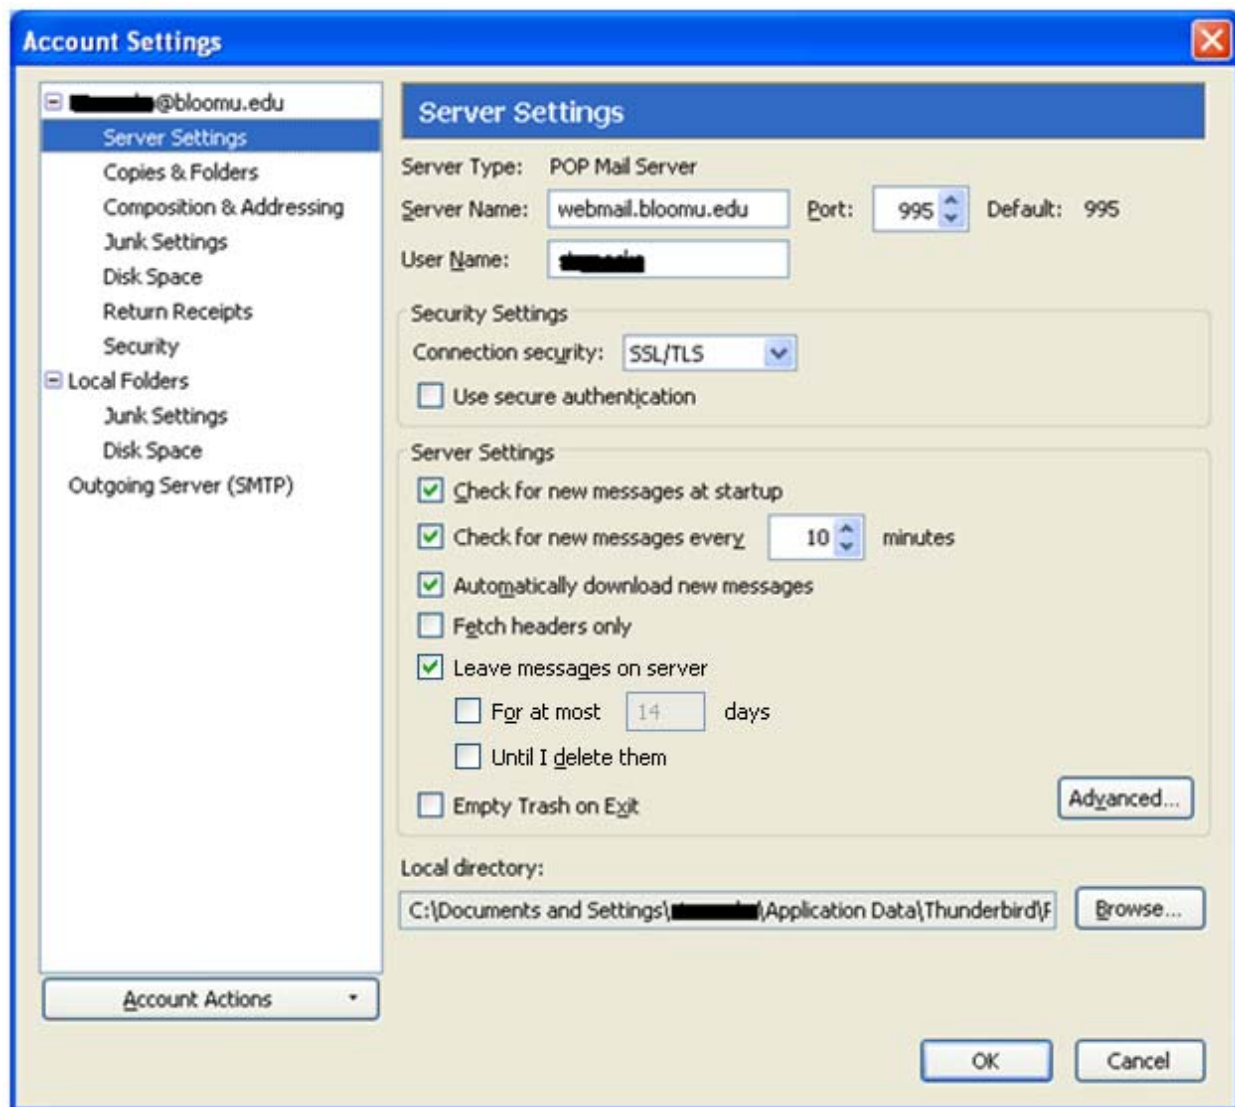 Account Settings
@bloomu.edu
Server Settings
Copies & Folders
Composition & Addressing
Junk Settings
Disk Space
Return Receipts
Security
Local Folders
Junk Settings
Disk Space
Outgoing Server (SMTP)
Account Actions
Server Settings
Server Type: POP Mail Server
Server Name: webmail.bloomu.edu Port: 995 Default: 995
User Name:
Security Settings
Connection security: SSL/TLS
Use secure authentication
Server Settings
Check for new messages at startup
Check for new messages every 10 minutes
Automatically download new messages
Fetch headers only
Leave messages on server
For at most 14 days
Until I delete them
Empty Trash on Exit
Advanced...
Local directory:
C:\Documents and Settings\ \Application Data\Thunderbird\P Browse...
OK Cancel